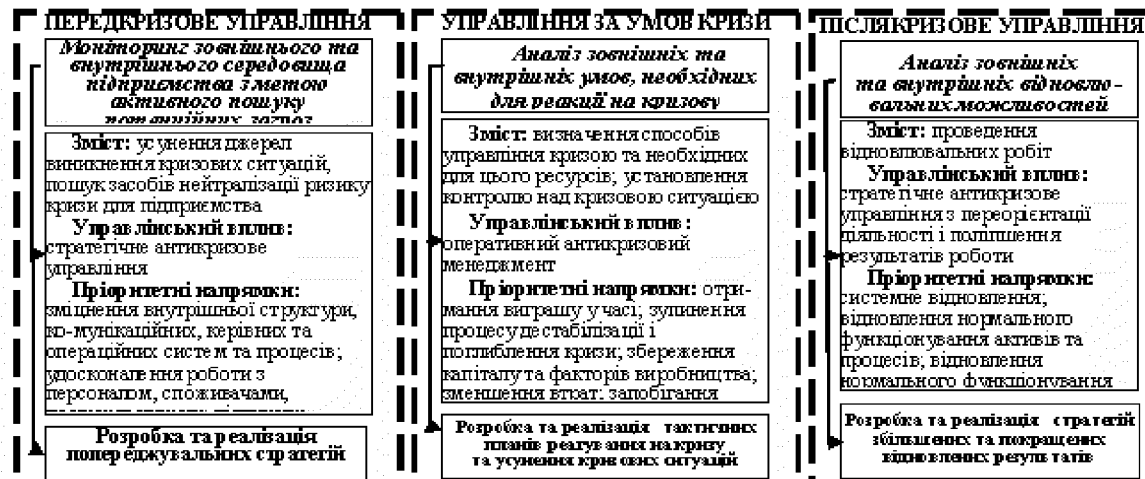 ПЕРЕДКРИЗОВЕ УПРАВЛІННЯ
Моніторинг зовнішнього та
внутрішнього середовища
підприємства з метою
активного пошуку
потенційних загроз
Зміст: усунення джерел
виникнення кризових ситуацій,
пошук засобів нейтралізації ризику
кризи для підприємства
Управлінський вплив:
стратегічне антикризове
управління
Пріоритетні напрямки:
зміцнення внутрішньої структури,
ко-мунікаційних, керівних та
операційних систем та процесів;
удосконалення роботи з
персоналом, споживачами,
Розробка та реалізація
попереджувальних стратегій
УПРАВЛІННЯ ЗА УМОВ КРИЗИ
Аналіз зовнішніх та
внутрішніх умов, необхідних
для реакції на кризову
Зміст: визначення способів
управління кризою та необхідних
для цього ресурсів; установлення
контролю над кризовою ситуацією
Управлінський вплив:
оперативний антикризовий
менеджмент
Пріоритетні напрямки: отри-
мання виграшу у часі; зупинення
процесу дестабілізації і
поглиблення кризи; збереження
капіталу та факторів виробництва;
зменшення втрат; запобігання
Розробка та реалізація тактичних
планів реагування на кризу
та усунення кризових ситуацій
ПІСЛЯКРИЗОВЕ УПРАВЛІННЯ
Аналіз зовнішніх
та внутрішніх відновлю-
вальних можливостей
Зміст: проведення
відновлювальних робіт
Управлінський вплив:
стратегічне антикризове
управління з переорієнтації
діяльності і поліпшення
результатів роботи
Пріоритетні напрямки:
системне відновлення;
відновлення нормального
функціонування активів та
процесів; відновлення
нормального функціонування
Розробка та реалізація стратегій
збільшених та покращених
відновлених результатів